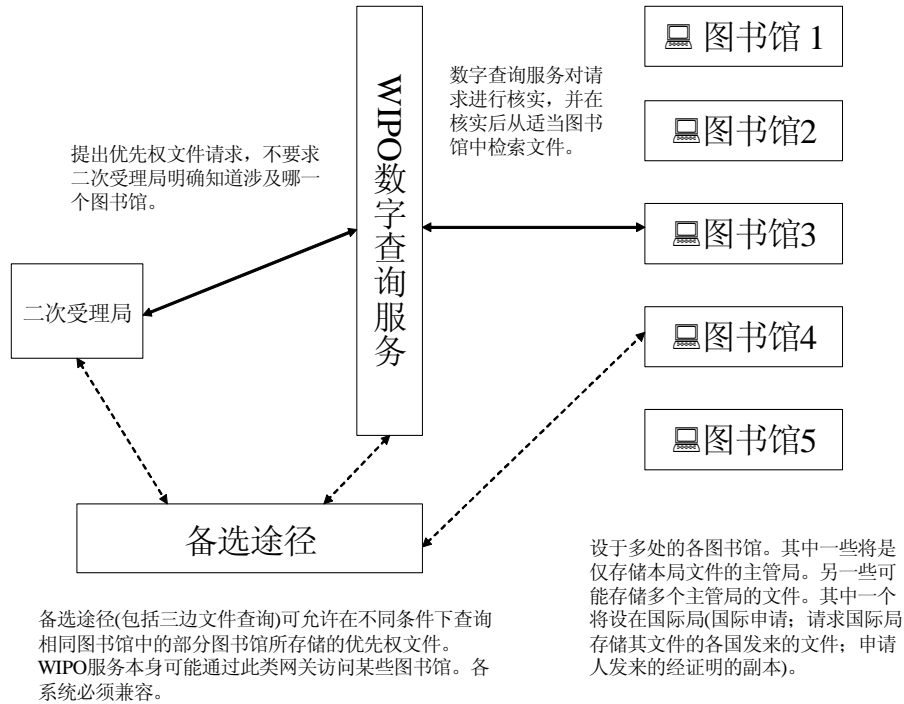 图书馆 1
数字查询服务对请
求进行核实，并在
核实后从适当图书
馆中检索文件。
WIPO数字查询服务
图书馆2
提出优先权文件请求，不要求
二次受理局明确知道涉及哪一
个图书馆。
图书馆3
二次受理局
图书馆4
图书馆5
备选途径
设于多处的各图书馆。其中一些将是
仅存储本局文件的主管局。另一些可
能存储多个主管局的文件。其中一个
将设在国际局(国际申请；请求国际局
存储其文件的各国发来的文件；申请
人发来的经证明的副本)。
备选途径(包括三边文件查询)可允许在不同条件下查询
相同图书馆中的部分图书馆所存储的优先权文件。
WIPO服务本身可能通过此类网关访问某些图书馆。各
系统必须兼容。